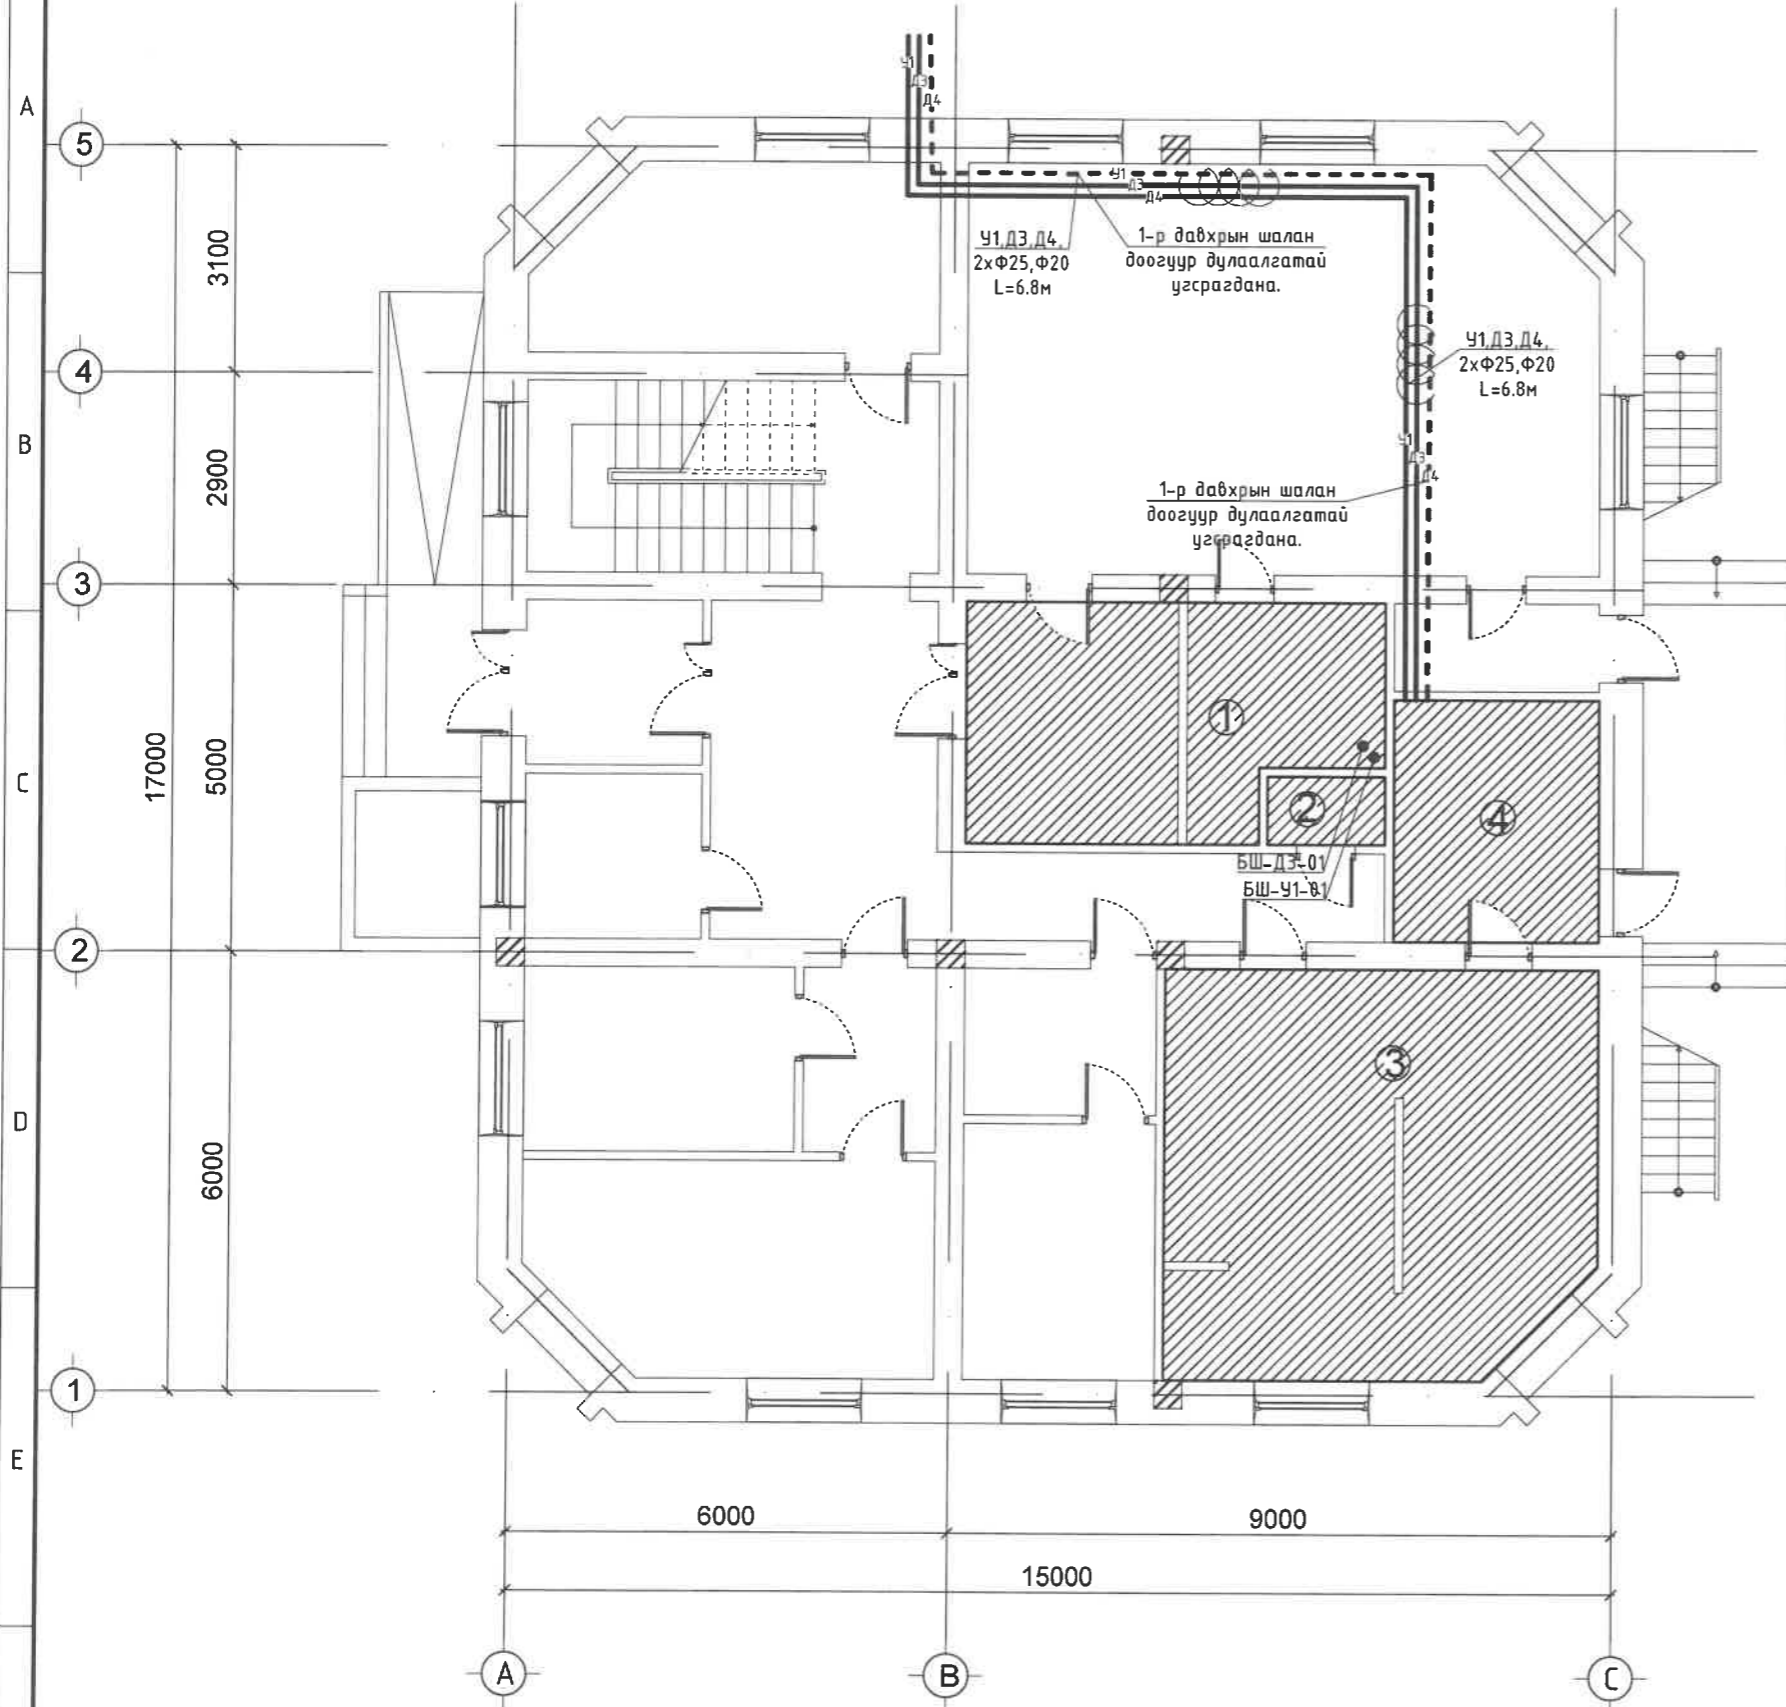 У1
Д3
Д4
A
5
У1
Д3
Д4
У1,Д3,Д4,
2xФ25,Ф20
L=6.8м
1-р давхрын шалан
доогуур дулаалгатай
угсрагдана.
3100
B
4
У1,Д3,Д4,
2xФ25,Ф20
L=6.8м
У1
Д3
Д4
2900
1-р давхрын шалан
доогуур дулаалгатай
угсрагдана.
3
C
17000
5000
1
2
4
БШ-Д3-01
БШ-У1-01
2
D
6000
3
1
E
6000
9000
15000
A
B
C